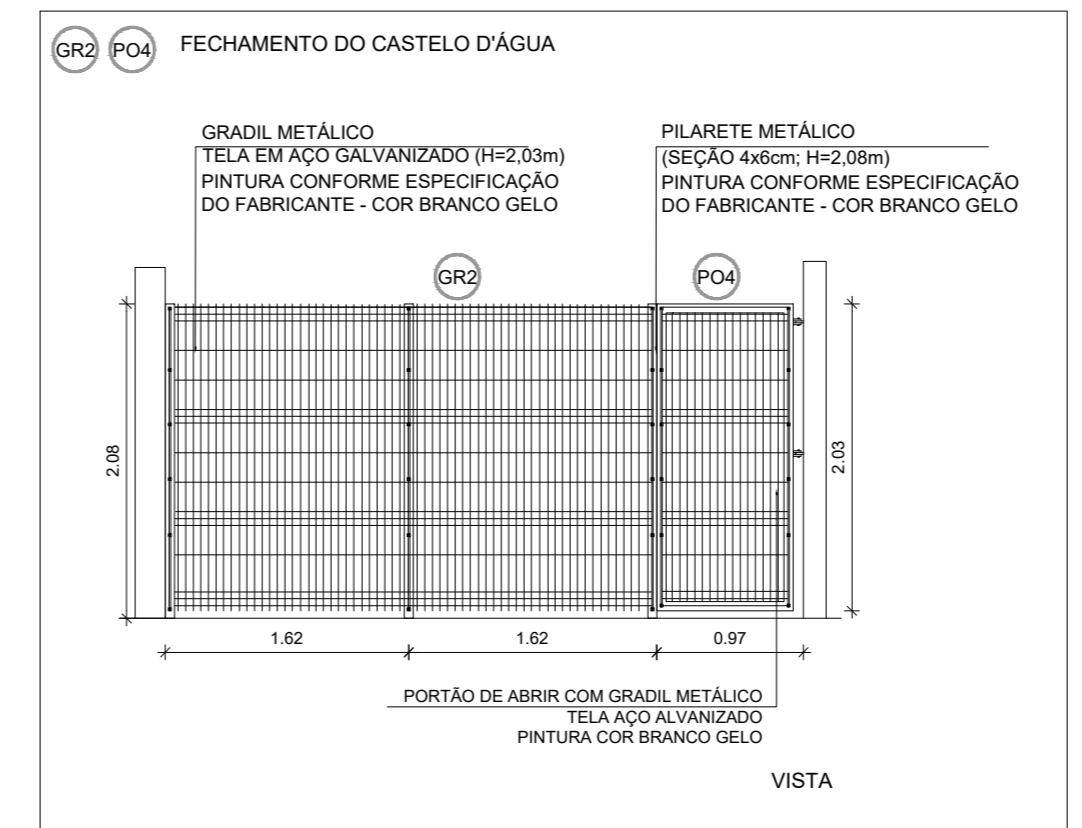 GR2 PO4 FECHAMENTO DO CASTELO D'ÁGUA
GRADIL METÁLICO
TELA EM AÇO GALVANIZADO (H=2,03m)
PINTURA CONFORME ESPECIFICAÇÃO
DO FABRICANTE - COR BRANCO GELO
PILARETE METÁLICO
(SEÇÃO 4x6cm; H=2,08m)
PINTURA CONFORME ESPECIFICAÇÃO
DO FABRICANTE - COR BRANCO GELO
GR2
PO4
2.08
2.03
1.62
1.62
0.97
PORTÃO DE ABRIR COM GRADIL METÁLICO
TELA AÇO ALVANIZADO
PINTURA COR BRANCO GELO
VISTA